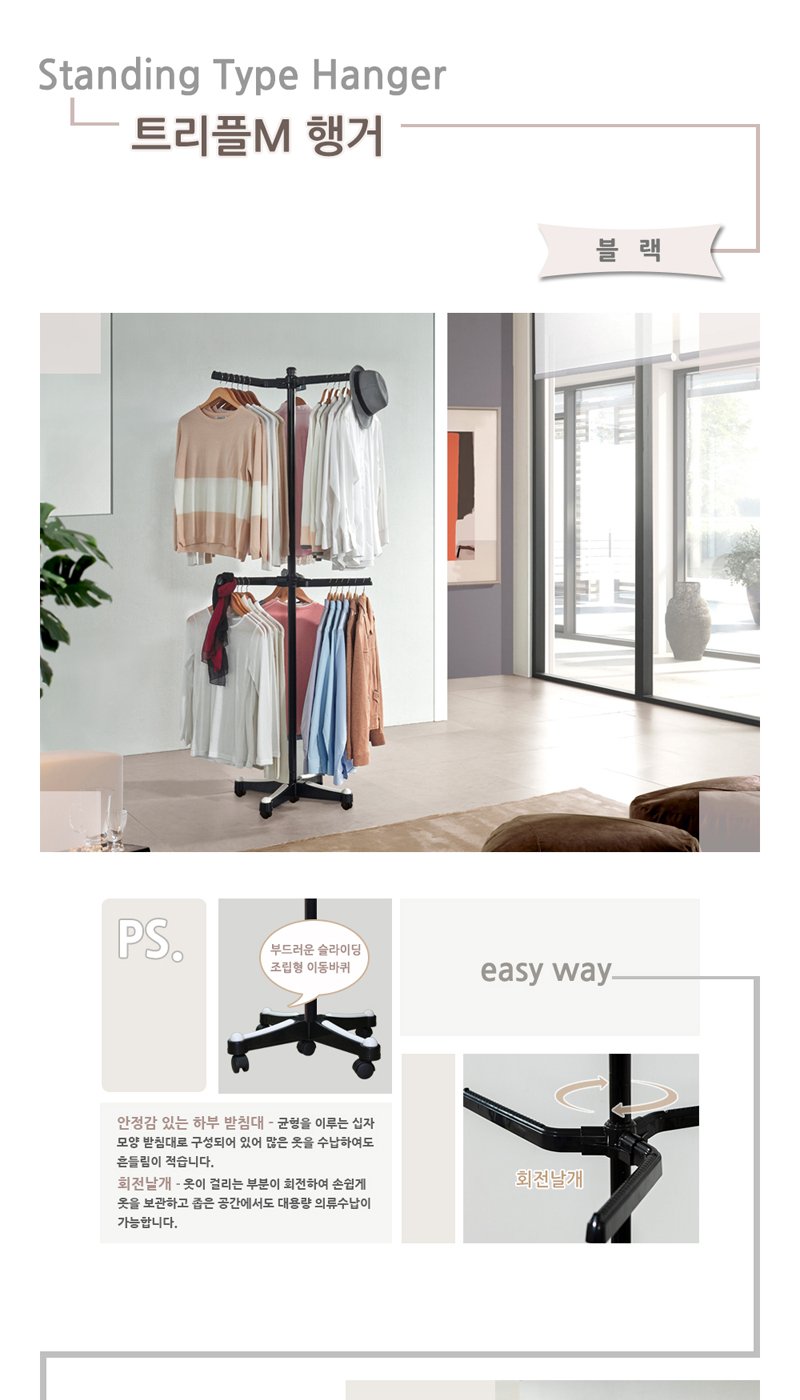 Standing Type Hanger
트리플M 행거
블 랙
PS.
부드러운 슬라이딩
조립형 이동바퀴
easy way
안정감 있는 하부 받침대 - 균형을 이루는 십자
모양 받침대로 구성되어 있어 많은 옷을 수납하여도
흔들림이 적습니다.
회전날개 - 옷이 걸리는 부분이 회전하여 손쉽게
옷을 보관하고 좁은 공간에서도 대용량 의류수납이
가능합니다.
회전날개